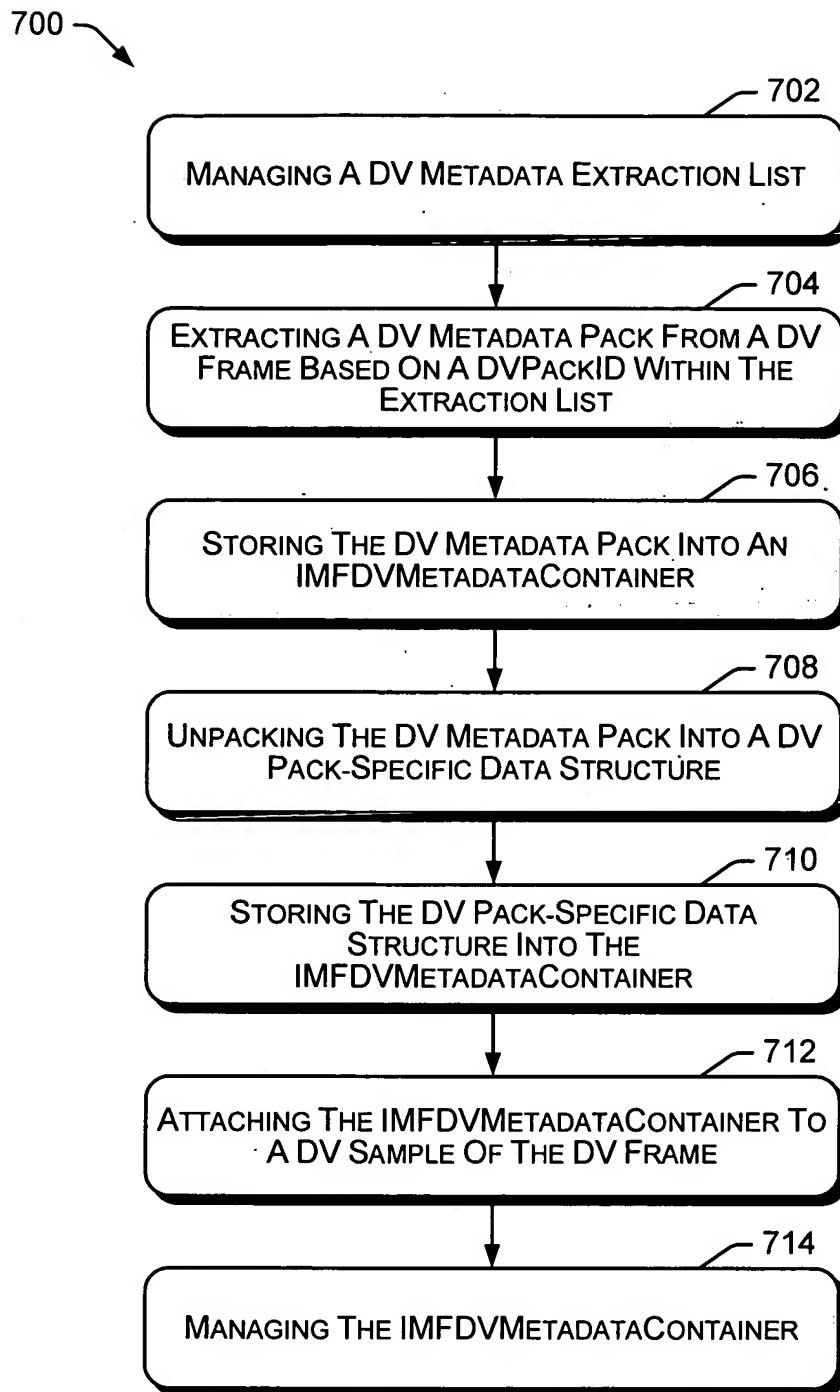 700
702
MANAGING A DV METADATA EXTRACTION LIST
704
EXTRACTING A DV METADATA PACK FROM A DV
FRAME BASED ON A DVPACKID WITHIN THE
EXTRACTION LIST
706
STORING THE DV METADATA PACK INTO AN
IMFDVMETADATACONTAINER
708
UNPACKING THE DV METADATA PACK INTO A DV
PACK-SPECIFIC DATA STRUCTURE
710
STORING THE DV PACK-SPECIFIC DATA
STRUCTURE INTO THE
IMFDVMETADATACONTAINER
712
ATTACHING THE IMFDVMETADATACONTAINER TO
A DV SAMPLE OF THE DV FRAME
714
MANAGING THE IMFDVMETADATACONTAINER